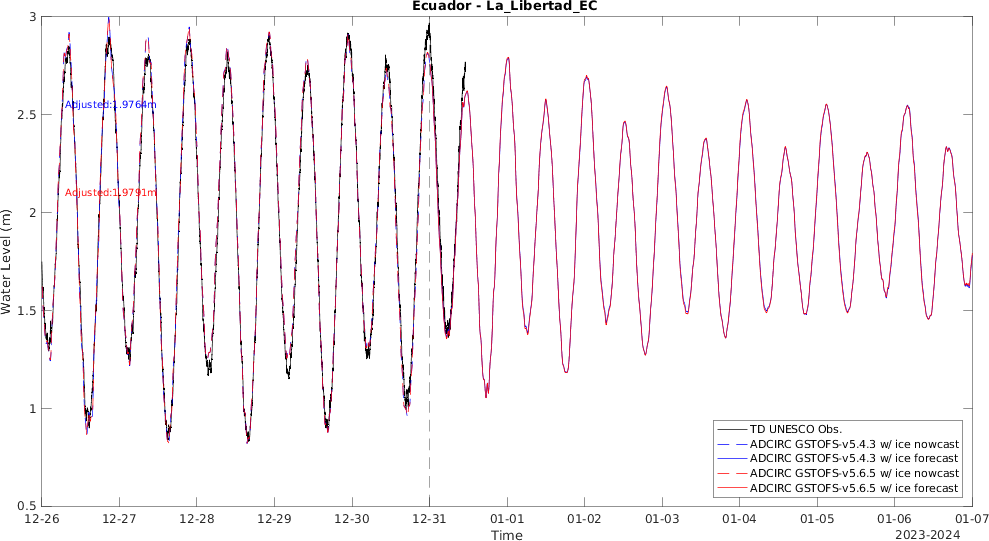 Ecuador - La_Libertad_EC
3
2.5
2
1.5
1
0.5
Water Level (m)
Adjusted:1.9764m
Adjusted:1.9791m
TD UNESCO Obs.
ADCIRC GSTOFS-v5.4.3 w/ ice nowcast
ADCIRC GSTOFS-v5.4.3 w/ ice forecast
ADCIRC GSTOFS-v5.6.5 w/ ice nowcast
ADCIRC GSTOFS-v5.6.5 w/ ice forecast
12-26 12-27 12-28 12-29 12-30 12-31 01-01 01-02 01-03 01-04 01-05 01-06 01-07
Time
2023-2024